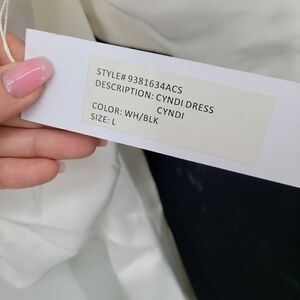 STYLE# 9381634ACS
DESCRIPTION: CYNDI DRESS
CYNDI
COLOR: WH/BLK
SIZE: L